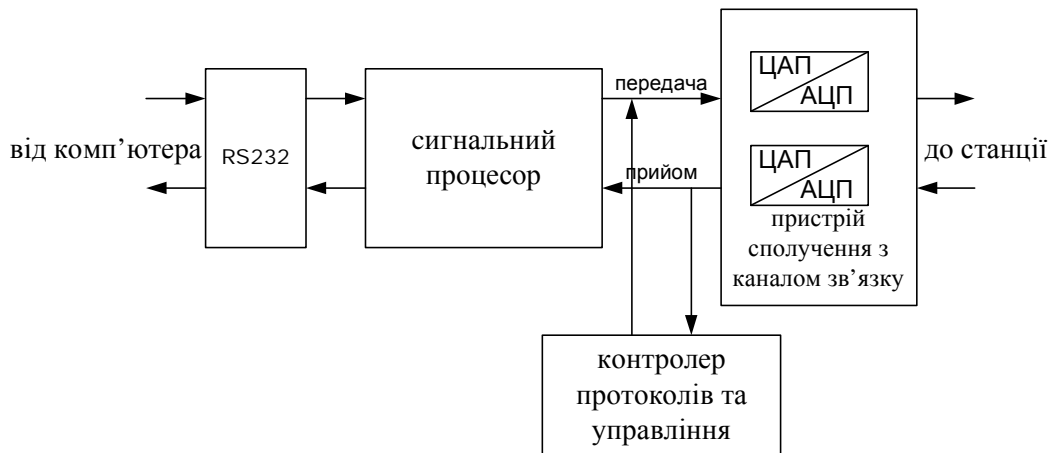 від комп’ютера
RS232
сигнальний
процесор
передача
прийом
ЦАП
АЦП
ЦАП
АЦП
пристрій
сполучення з
каналом зв’язку
до станції
контролер
протоколів та
управління